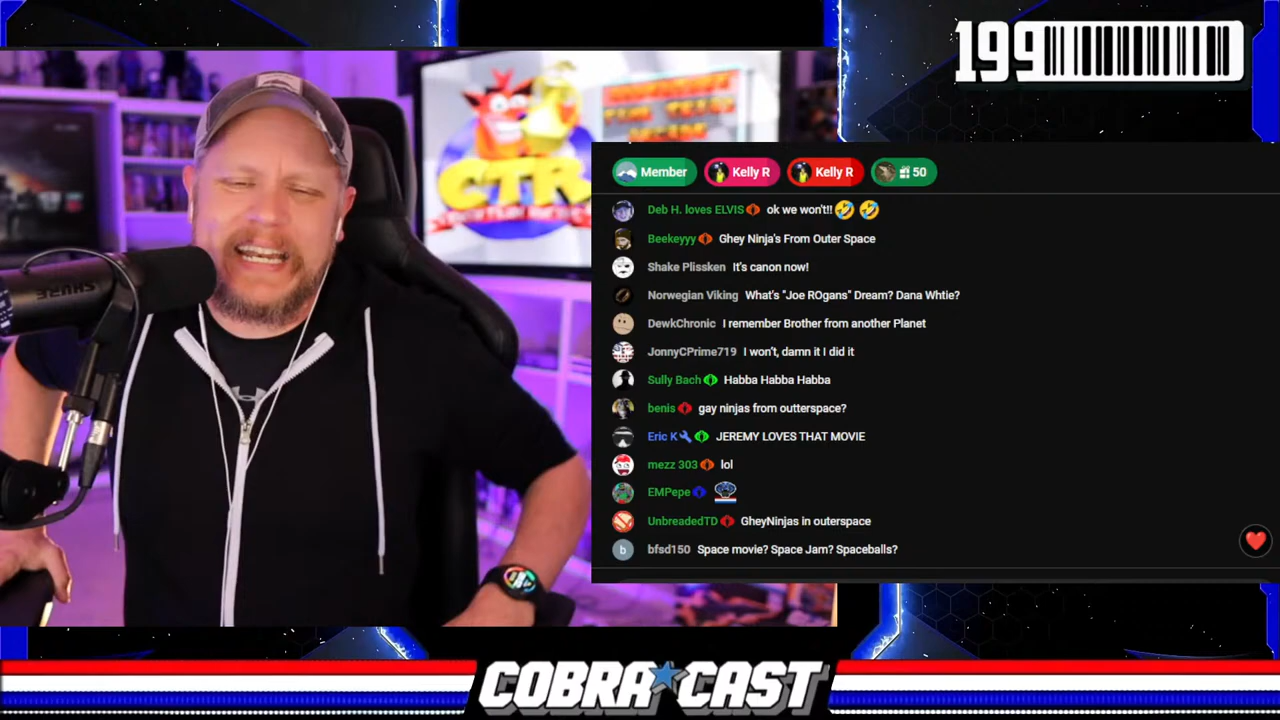 199
CTR
SHURE
Member
Kelly R
Kelly R
50
Deb H. loves ELVIS ok we won't!! 🤣 🤣
Beekeyyy Ghey Ninja's From Outer Space
Shake Plissken It's canon now!
Norwegian Viking What's "Joe ROgans" Dream? Dana Whtie?
DewkChronic I remember Brother from another Planet
JonnyCPrime719 I won't, damn it I did it
Sully Bach Habba Habba Habba
benis gay ninjas from outterspace?
Eric K🔧 JEREMY LOVES THAT MOVIE
mezz 303 lol
EMPepe
UnbreadedTD GheyNinjas in outerspace
b bfsd150 Space movie? Space Jam? Spaceballs?
COBRA★CAST